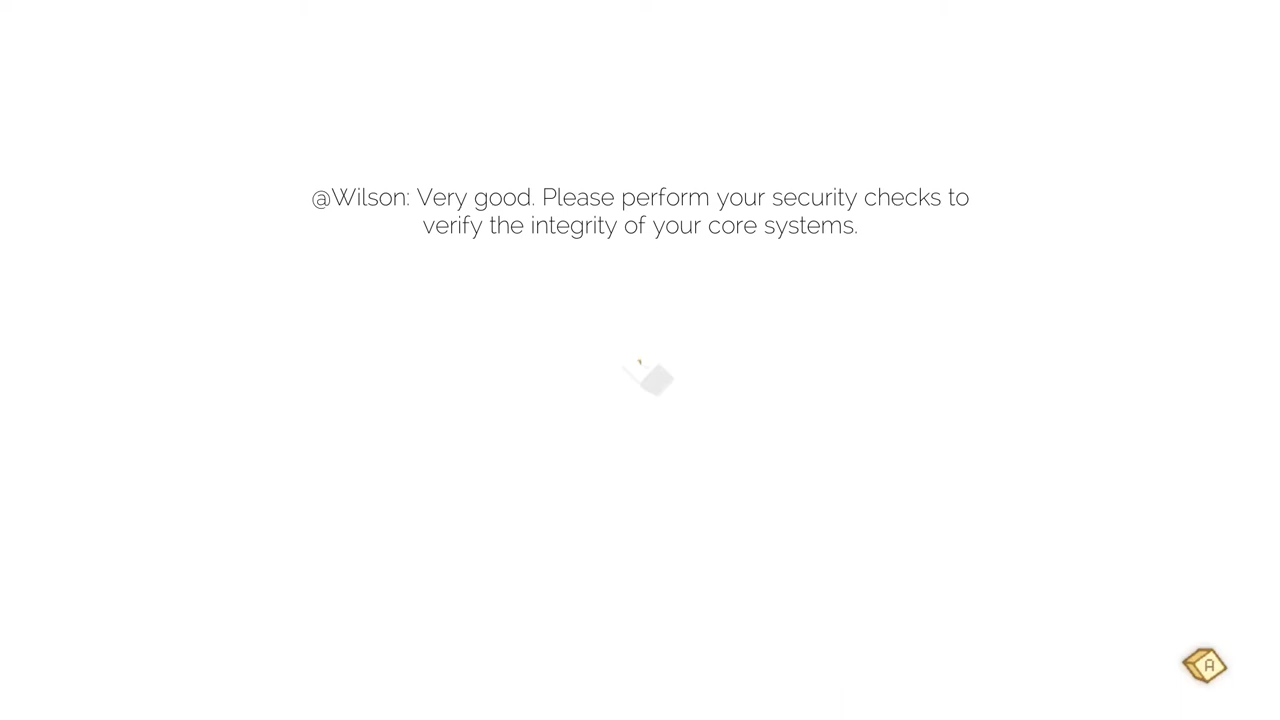 @Wilson: Very good. Please perform your security checks to
verify the integrity of your core systems.
A